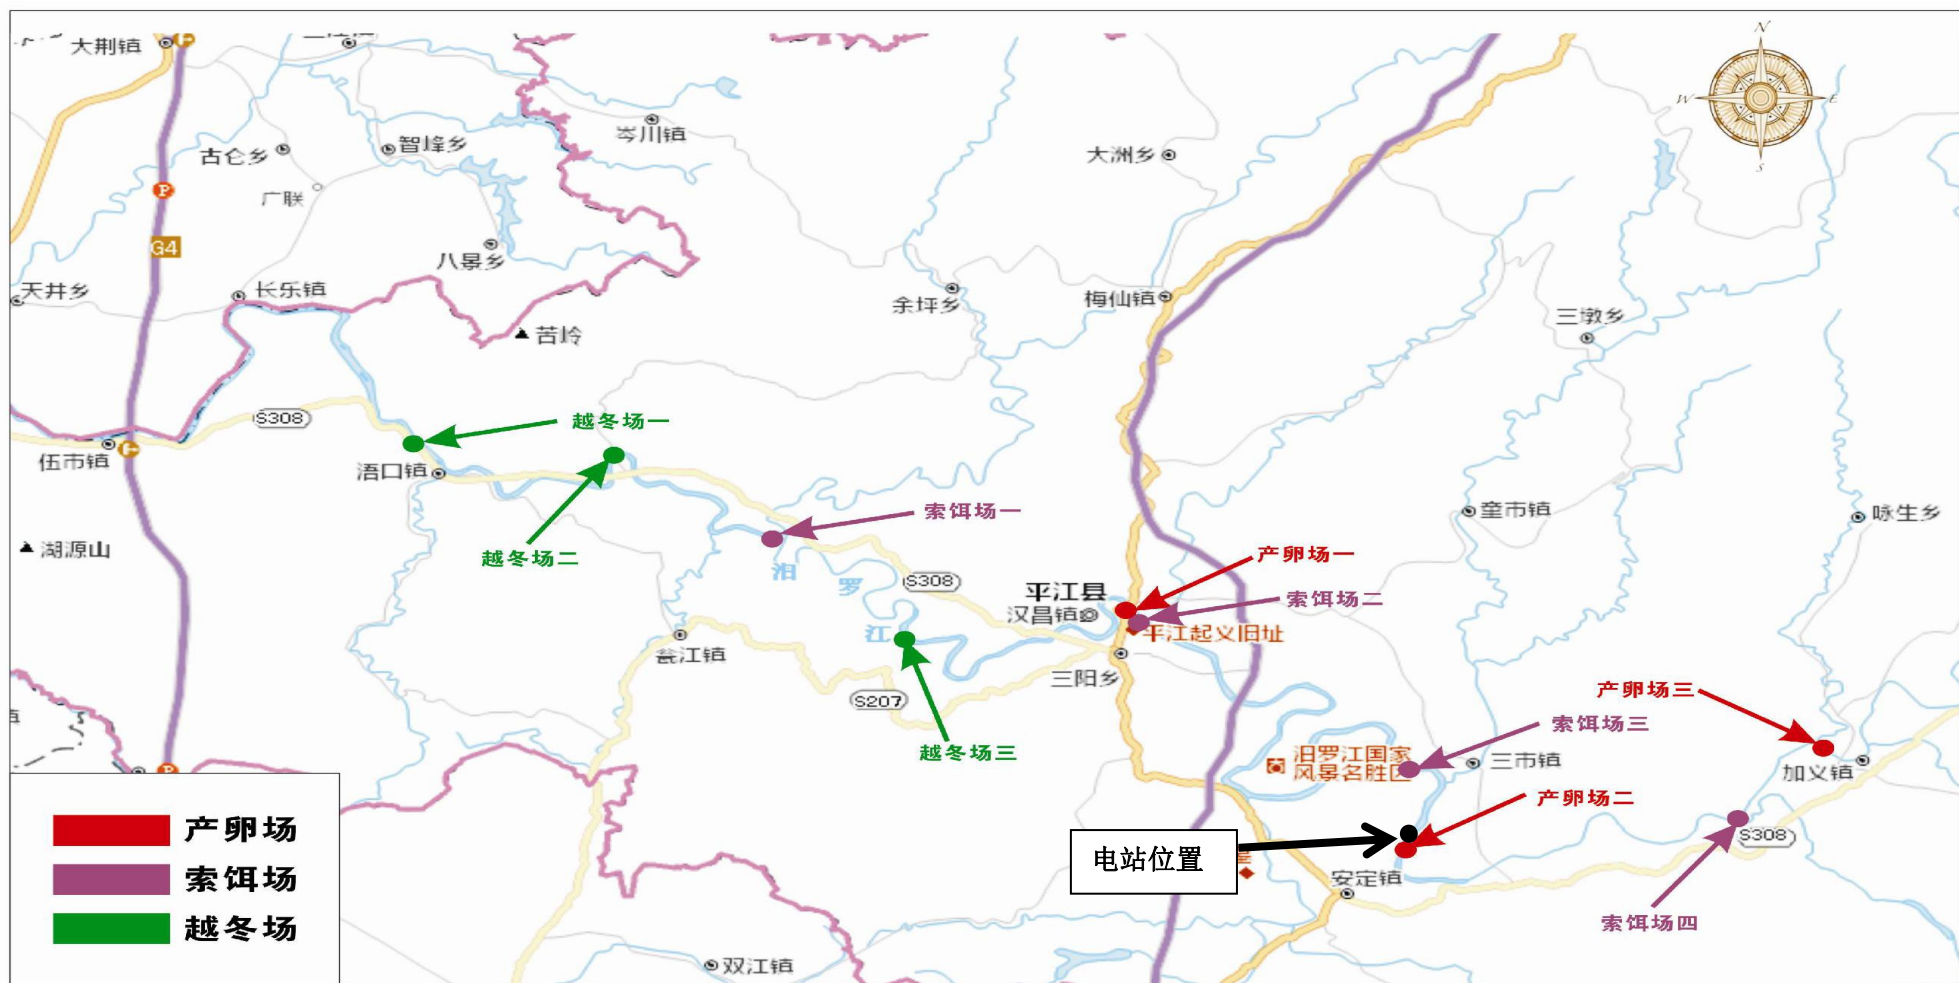 大荆镇
N
W
E
S
岑川镇
智峰乡
古仑乡
大洲乡
P
广联
G4
八景乡
天井乡
长乐镇
余坪乡
梅仙镇
三墩乡
苦岭
S308
越冬场一
伍市镇
浯口镇
索饵场一
童市镇
咏生乡
湖源山
越冬场二
产卵场一
汨
罗
江
S308
平江县
汉昌镇
索饵场二
平江起义旧址
瓮江镇
三阳乡
S207
产卵场三
索饵场三
越冬场三
汨罗江国家
风景名胜区
三市镇
加义镇
P
产卵场二
产卵场
S308
电站位置
索饵场
安定镇
越冬场
索饵场四
双江镇